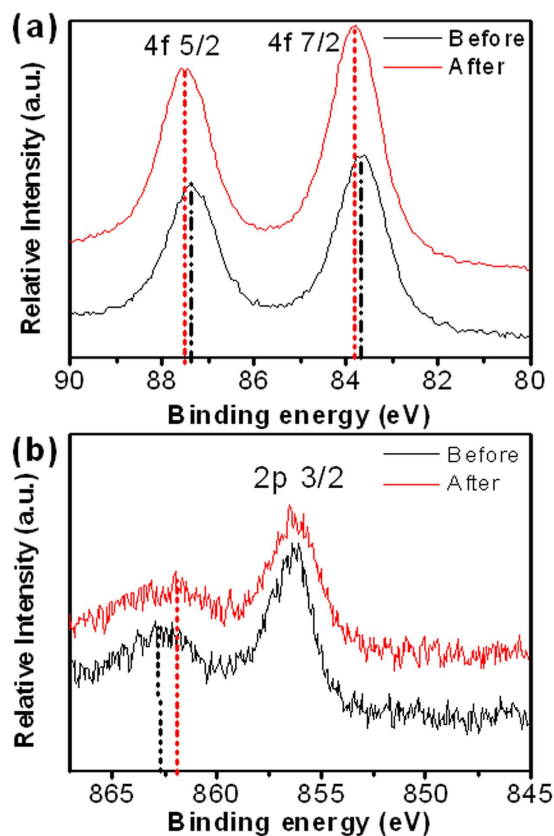 (a)
4f 5/2
4f 7/2
Before
After
Relative Intensity (a.u.)
90 88 86 84 82 80
Binding energy (eV)
(b)
2p 3/2
Before
After
Relative Intensity (a.u.)
865 860 855 850 845
Binding energy (eV)